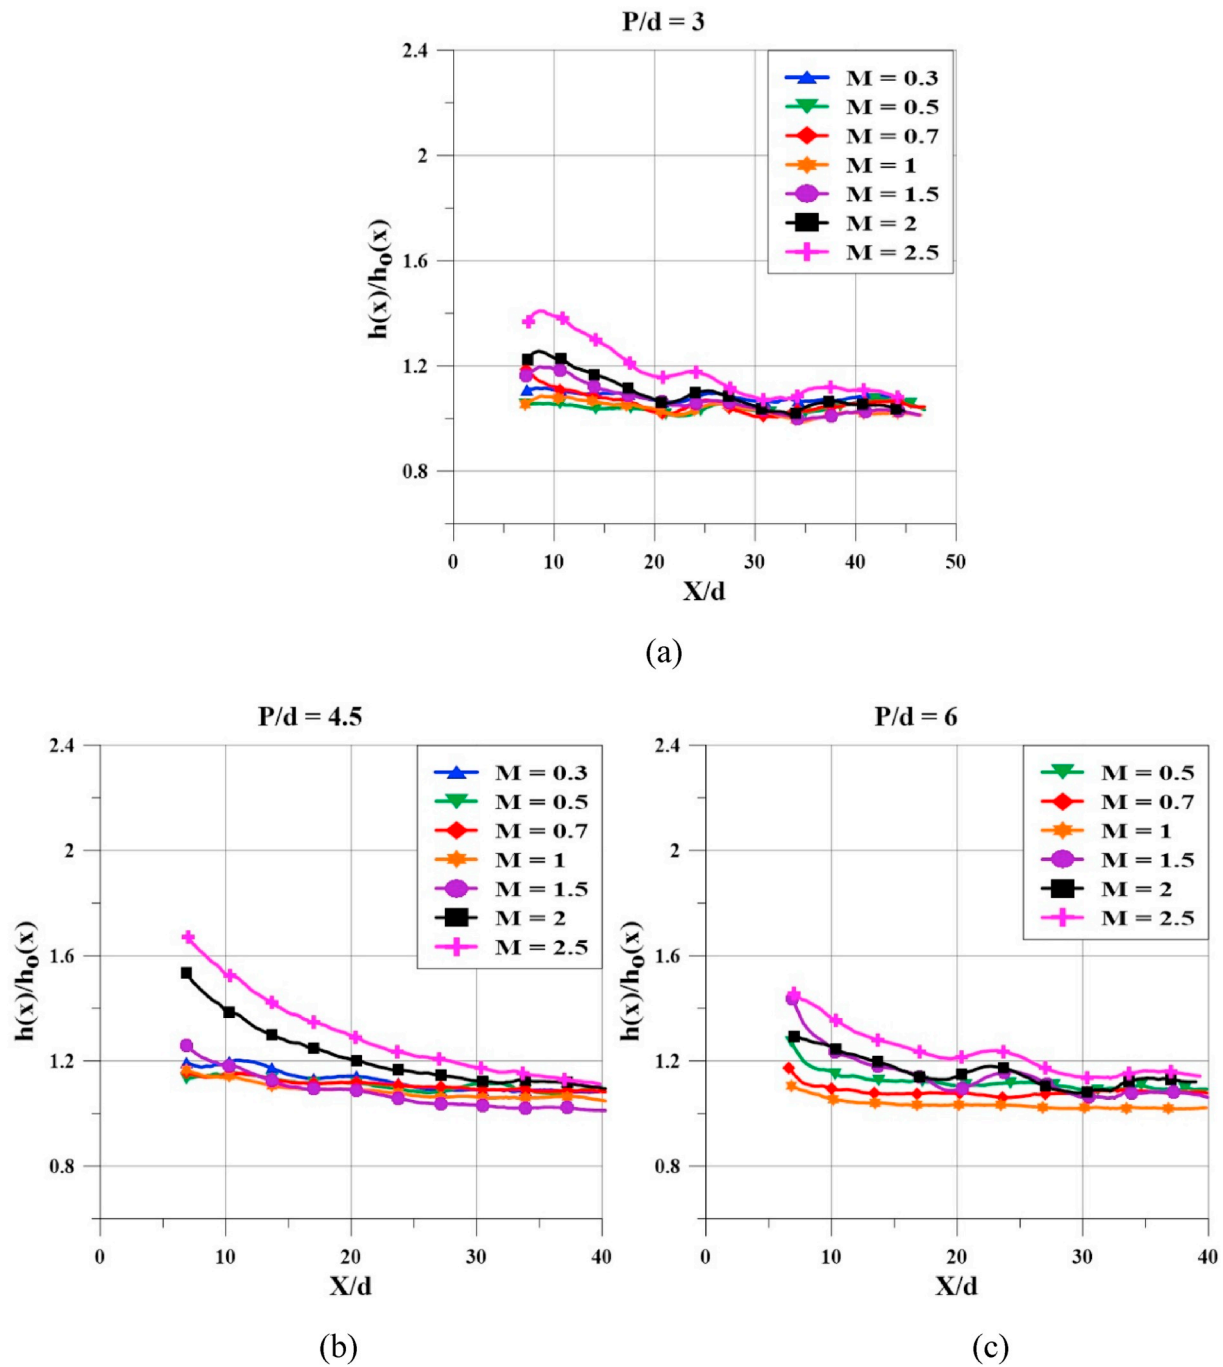 P/d = 3
2.4
2
1.6
1.2
0.8
h(x)/h₀(x)
M = 0.3
M = 0.5
M = 0.7
M = 1
M = 1.5
M = 2
M = 2.5
0 10 20 30 40 50
X/d
(a)
P/d = 4.5
2.4
2
1.6
1.2
0.8
h(x)/h₀(x)
M = 0.3
M = 0.5
M = 0.7
M = 1
M = 1.5
M = 2
M = 2.5
0 10 20 30 40
X/d
(b)
P/d = 6
2.4
2
1.6
1.2
0.8
h(x)/h₀(x)
M = 0.5
M = 0.7
M = 1
M = 1.5
M = 2
M = 2.5
0 10 20 30 40
X/d
(c)